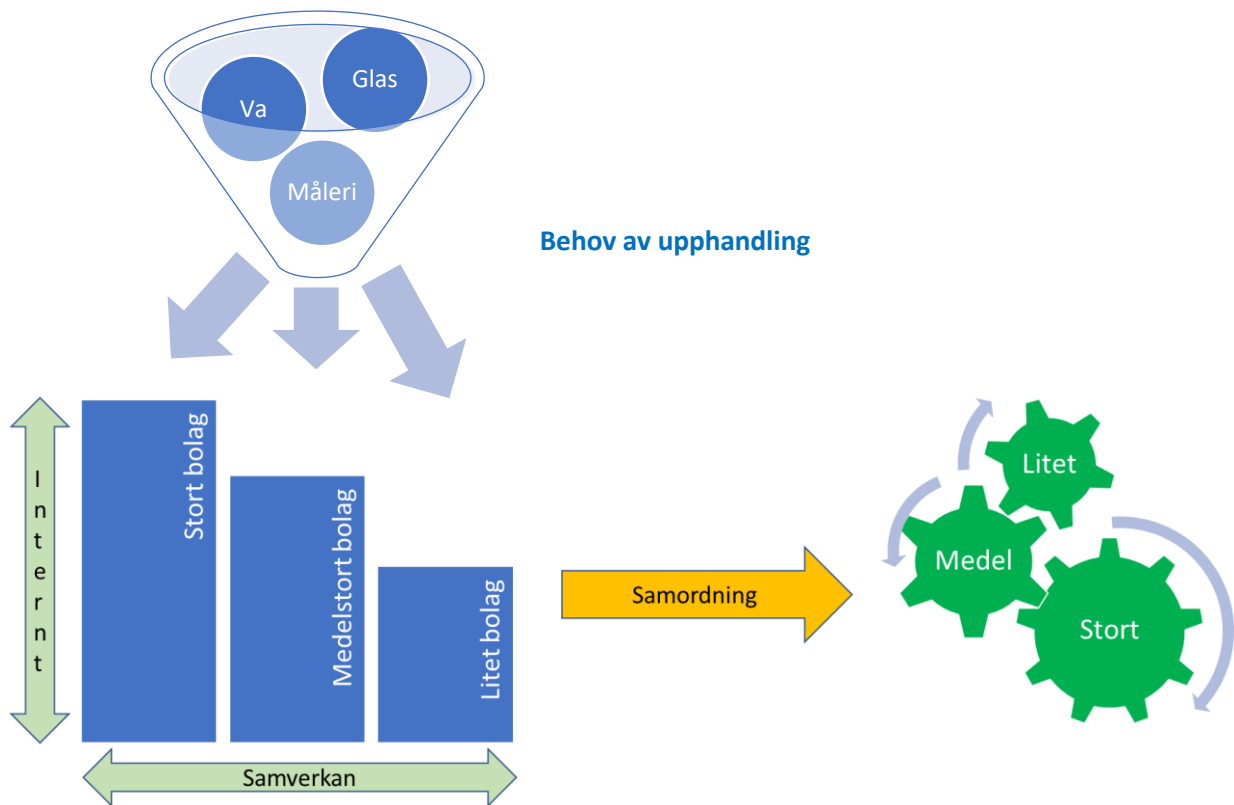 Glas
Va
Måleri
Behov av upphandling
Internt
Stort bolag
Medelstort bolag
Litet bolag
Samverkan
Samordning
Litet
Medel
Stort